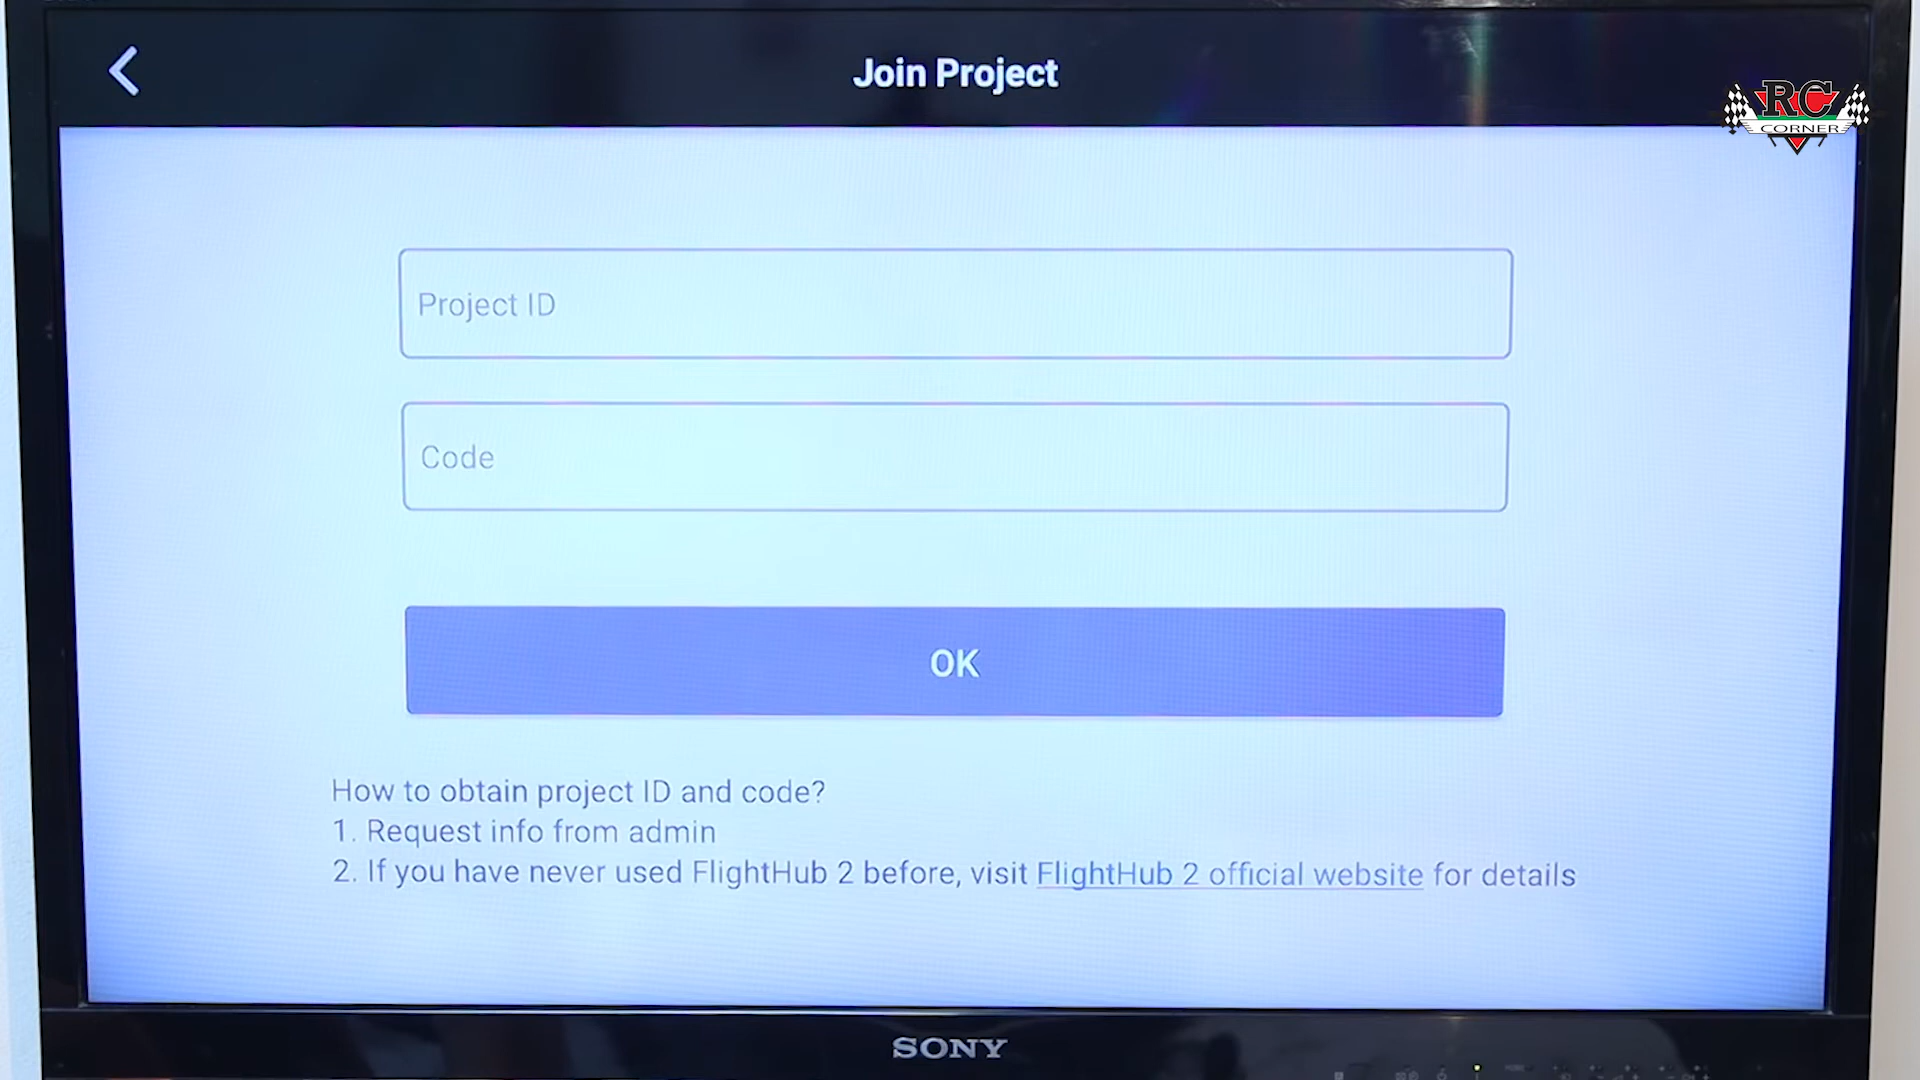 Join Project
RC
CORNER
Project ID
Code
OK
How to obtain project ID and code?
1. Request info from admin
2. If you have never used FlightHub 2 before, visit FlightHub 2 official website for details
SONY